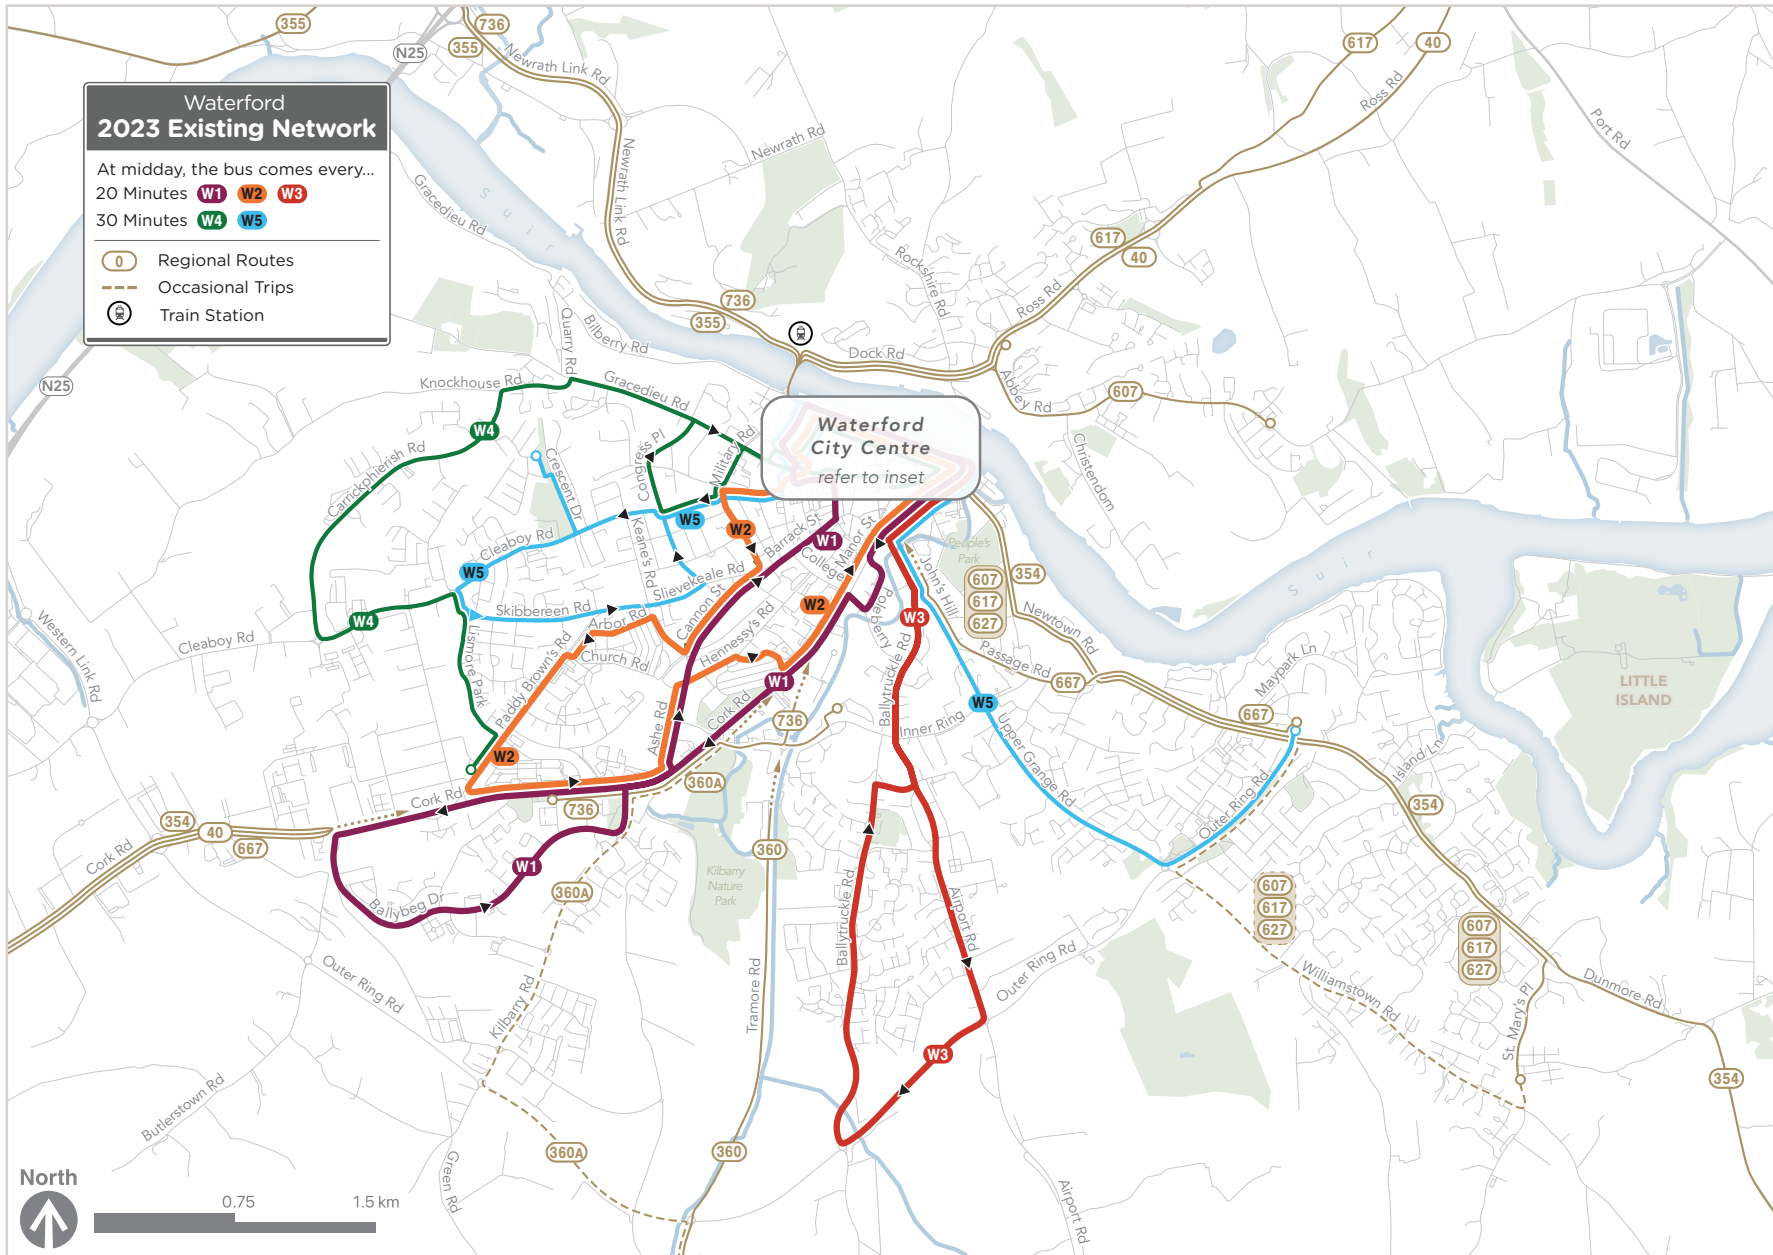 Waterford
2023 Existing Network
At midday, the bus comes every...
20 Minutes W1 W2 W3
30 Minutes W4 W5
0 Regional Routes
Occasional Trips
Train Station
355
736
355
N25
Newrath Link Rd
617
40
Ross Rd
Port Rd
Newrath Rd
Newrath Link Rd
Gracedieu Rd
Suir
617
40
Rockshire Rd
Ross Rd
736
355
Dock Rd
Quarry Rd
Bilberry Rd
N25
Knockhouse Rd
Gracedieu Rd
Abbey Rd
607
W4
Waterford
City Centre
refer to inset
Carrickphierish Rd
Crescent Dr
Congress Pl
Military Rd
Christendom
W5
W2
Barrack St
W1
Manor St
Cleaboy Rd
Keane's Rd
College
People's
Park
W5
Slievekeale Rd
John's Hill
607
617
627
354
Suir
Skibbereen Rd
Cannon St
W2
Poleberry
W3
Newtown Rd
Western Link Rd
Cleaboy Rd
W4
Arbor Rd
Hennessy's Rd
Passage Rd
Maypark Ln
Church Rd
Lismore Park
Paddy Brown's Rd
W1
Ballytruckle Rd
667
LITTLE
ISLAND
Cork Rd
W5
667
Ashe Rd
736
Inner Ring
Upper Grange Rd
W2
Island Ln
360A
Cork Rd
736
354
40
667
Cork Rd
Outer Ring Rd
354
360
W1
Kilbarry
Nature
Park
360A
Ballybeg Dr
Ballytruckle Rd
Airport Rd
607
617
627
607
617
627
Outer Ring Rd
Outer Ring Rd
Kilbarry Rd
Tramore Rd
Williamstown Rd
Dunmore Rd
St. Mary's Pl
W3
354
Butlerstown Rd
360A
360
Green Rd
Airport Rd
North
0.75
1.5 km